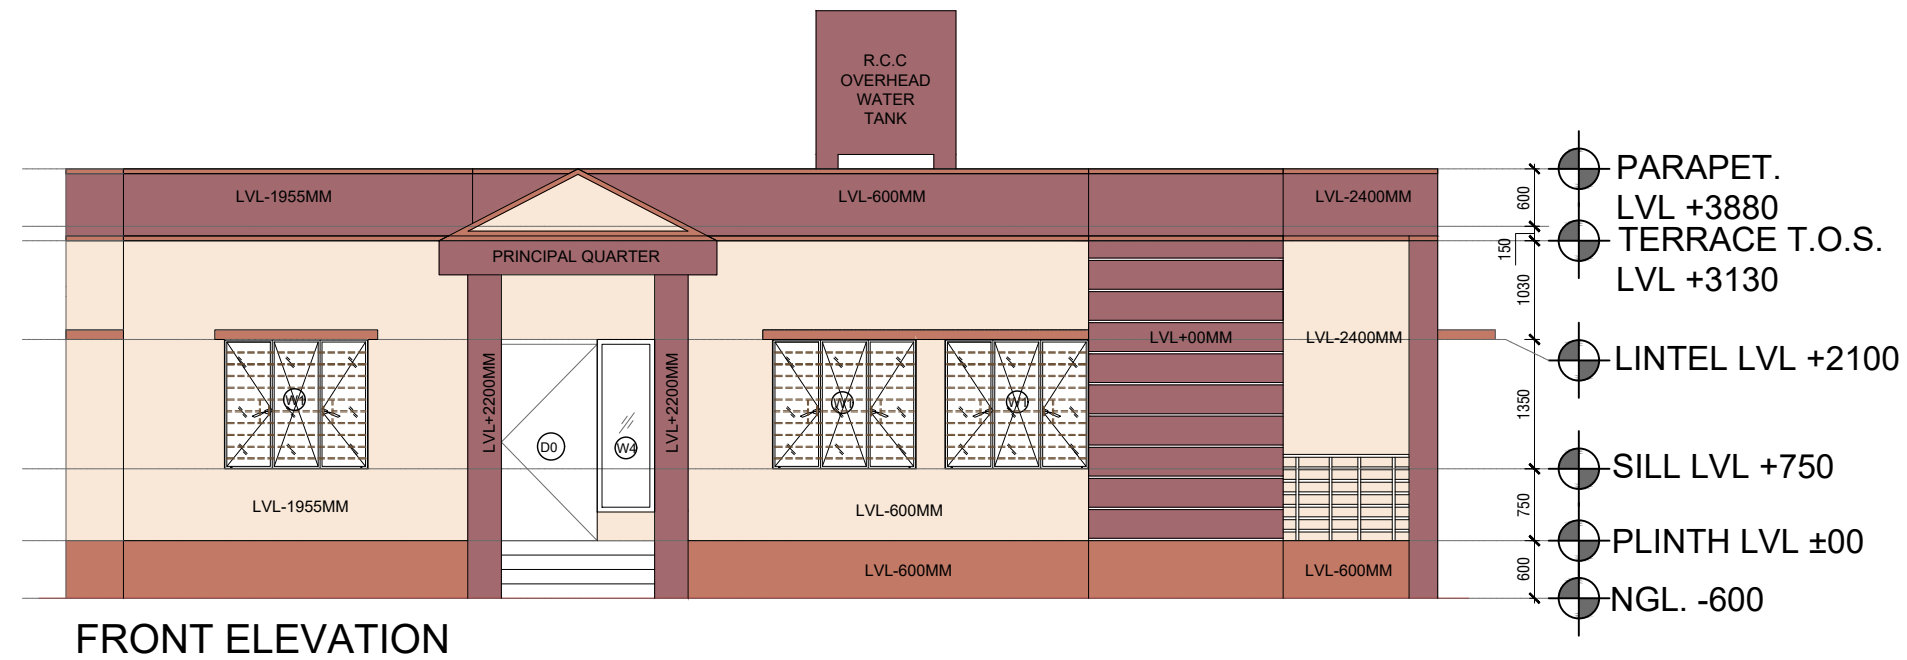 R.C.C
OVERHEAD
WATER
TANK
LVL-1955MM
LVL-600MM
LVL-2400MM
PRINCIPAL QUARTER
LVL+2200MM
LVL+2200MM
LVL+00MM
LVL-2400MM
W1
D0
W4
W1
W1
LVL-1955MM
LVL-600MM
LVL-600MM
LVL-600MM
600
150
1030
1350
750
600
PARAPET.
LVL +3880
TERRACE T.O.S.
LVL +3130
LINTEL LVL +2100
SILL LVL +750
PLINTH LVL ±00
NGL. -600
FRONT ELEVATION